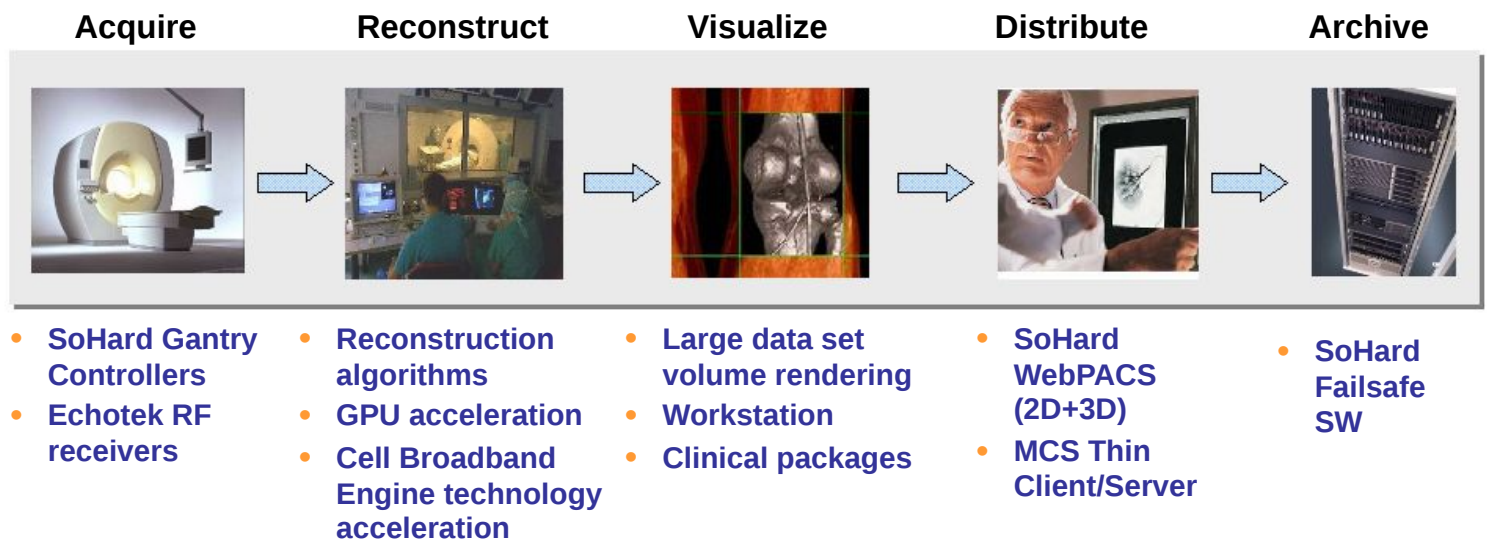 Acquire
Reconstruct
Visualize
Distribute
Archive
• SoHard Gantry
Controllers
• Echotek RF
receivers
• Reconstruction
algorithms
• GPU acceleration
• Cell Broadband
Engine technology
acceleration
• Large data set
volume rendering
• Workstation
• Clinical packages
• SoHard
WebPACS
(2D+3D)
• MCS Thin
Client/Server
• SoHard
Failsafe
SW